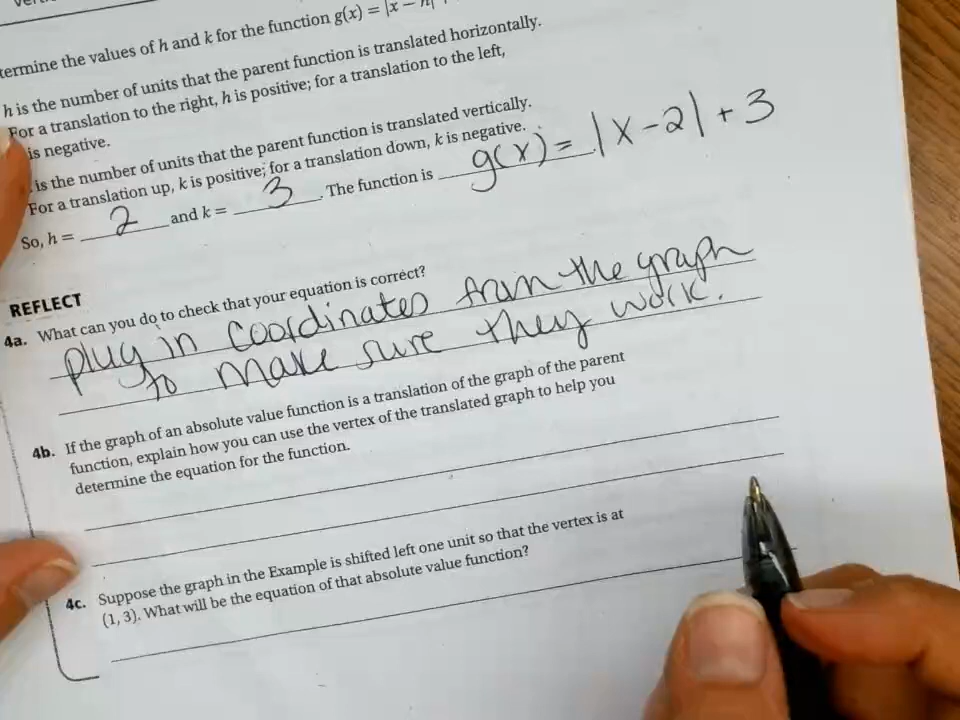 termine the values of h and k for the function g(x) = |x − h|
h is the number of units that the parent function is translated horizontally.
For a translation to the right, h is positive; for a translation to the left,
is negative.
is the number of units that the parent function is translated vertically.
For a translation up, k is positive; for a translation down, k is negative.
So, h = 2 and k = 3. The function is g(x) = |x-2| + 3
REFLECT
4a. What can you do to check that your equation is correct?
plug in coordinates from the graph
to make sure they work.
4b. If the graph of an absolute value function is a translation of the graph of the parent
function, explain how you can use the vertex of the translated graph to help you
determine the equation for the function.
4c. Suppose the graph in the Example is shifted left one unit so that the vertex is at
(1, 3). What will be the equation of that absolute value function?